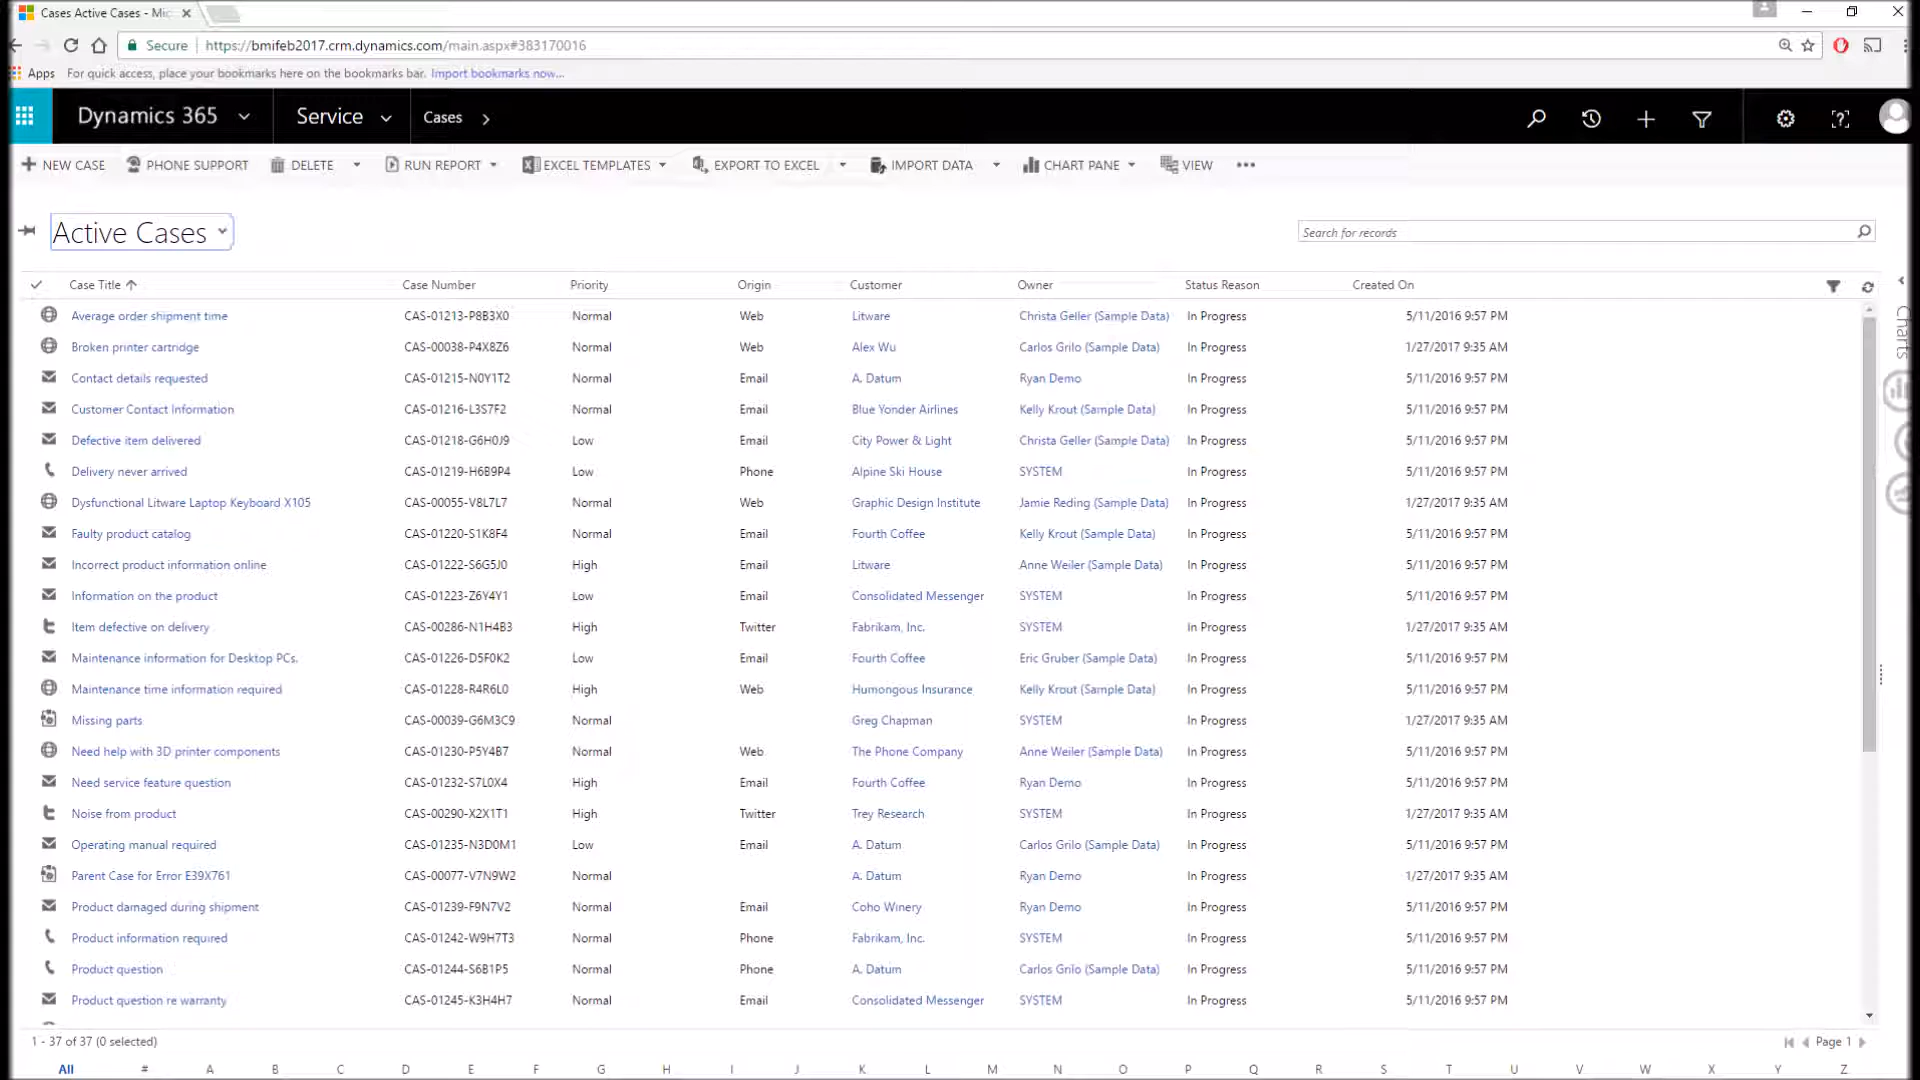 Cases Active Cases - Mic
Secure https://bmifeb2017.crm.dynamics.com/main.aspx#383170016
Apps For quick access, place your bookmarks here on the bookmarks bar. Import bookmarks now...
Dynamics 365 Service Cases
NEW CASE PHONE SUPPORT DELETE RUN REPORT EXCEL TEMPLATES EXPORT TO EXCEL IMPORT DATA CHART PANE VIEW
Active Cases Search for records
Case Title Case Number Priority Origin Customer Owner Status Reason Created On
Average order shipment time CAS-01213-P8B3X0 Normal Web Litware Christa Geller (Sample Data) In Progress 5/11/2016 9:57 PM
Charts
Broken printer cartridge CAS-00038-P4X8Z6 Normal Web Alex Wu Carlos Grilo (Sample Data) In Progress 1/27/2017 9:35 AM
Contact details requested CAS-01215-N0Y1T2 Normal Email A. Datum Ryan Demo In Progress 5/11/2016 9:57 PM
Customer Contact Information CAS-01216-L3S7F2 Normal Email Blue Yonder Airlines Kelly Krout (Sample Data) In Progress 5/11/2016 9:57 PM
Defective item delivered CAS-01218-G6H0J9 Low Email City Power & Light Christa Geller (Sample Data) In Progress 5/11/2016 9:57 PM
Delivery never arrived CAS-01219-H6B9P4 Low Phone Alpine Ski House SYSTEM In Progress 5/11/2016 9:57 PM
Dysfunctional Litware Laptop Keyboard X105 CAS-00055-V8L7L7 Normal Web Graphic Design Institute Jamie Reding (Sample Data) In Progress 1/27/2017 9:35 AM
Faulty product catalog CAS-01220-S1K8F4 Normal Email Fourth Coffee Kelly Krout (Sample Data) In Progress 5/11/2016 9:57 PM
Incorrect product information online CAS-01222-S6G5J0 High Email Litware Anne Weiler (Sample Data) In Progress 5/11/2016 9:57 PM
Information on the product CAS-01223-Z6Y4Y1 Low Email Consolidated Messenger SYSTEM In Progress 5/11/2016 9:57 PM
Item defective on delivery CAS-00286-N1H4B3 High Twitter Fabrikam, Inc. SYSTEM In Progress 1/27/2017 9:35 AM
Maintenance information for Desktop PCs. CAS-01226-D5F0K2 Low Email Fourth Coffee Eric Gruber (Sample Data) In Progress 5/11/2016 9:57 PM
Maintenance time information required CAS-01228-R4R6L0 High Web Humongous Insurance Kelly Krout (Sample Data) In Progress 5/11/2016 9:57 PM
Missing parts CAS-00039-G6M3C9 Normal Greg Chapman SYSTEM In Progress 1/27/2017 9:35 AM
Need help with 3D printer components CAS-01230-P5Y4B7 Normal Web The Phone Company Anne Weiler (Sample Data) In Progress 5/11/2016 9:57 PM
Need service feature question CAS-01232-S7L0X4 High Email Fourth Coffee Ryan Demo In Progress 5/11/2016 9:57 PM
Noise from product CAS-00290-X2X1T1 High Twitter Trey Research SYSTEM In Progress 1/27/2017 9:35 AM
Operating manual required CAS-01235-N3D0M1 Low Email A. Datum Carlos Grilo (Sample Data) In Progress 5/11/2016 9:57 PM
Parent Case for Error E39X761 CAS-00077-V7N9W2 Normal A. Datum Ryan Demo In Progress 1/27/2017 9:35 AM
Product damaged during shipment CAS-01239-F9N7V2 Normal Email Coho Winery Ryan Demo In Progress 5/11/2016 9:57 PM
Product information required CAS-01242-W9H7T3 Normal Phone Fabrikam, Inc. SYSTEM In Progress 5/11/2016 9:57 PM
Product question CAS-01244-S6B1P5 Normal Phone A. Datum Carlos Grilo (Sample Data) In Progress 5/11/2016 9:57 PM
Product question re warranty CAS-01245-K3H4H7 Normal Email Consolidated Messenger SYSTEM In Progress 5/11/2016 9:57 PM
1 - 37 of 37 (0 selected) Page 1
All # A B C D E F G H I J K L M N O P Q R S T U V W X Y Z